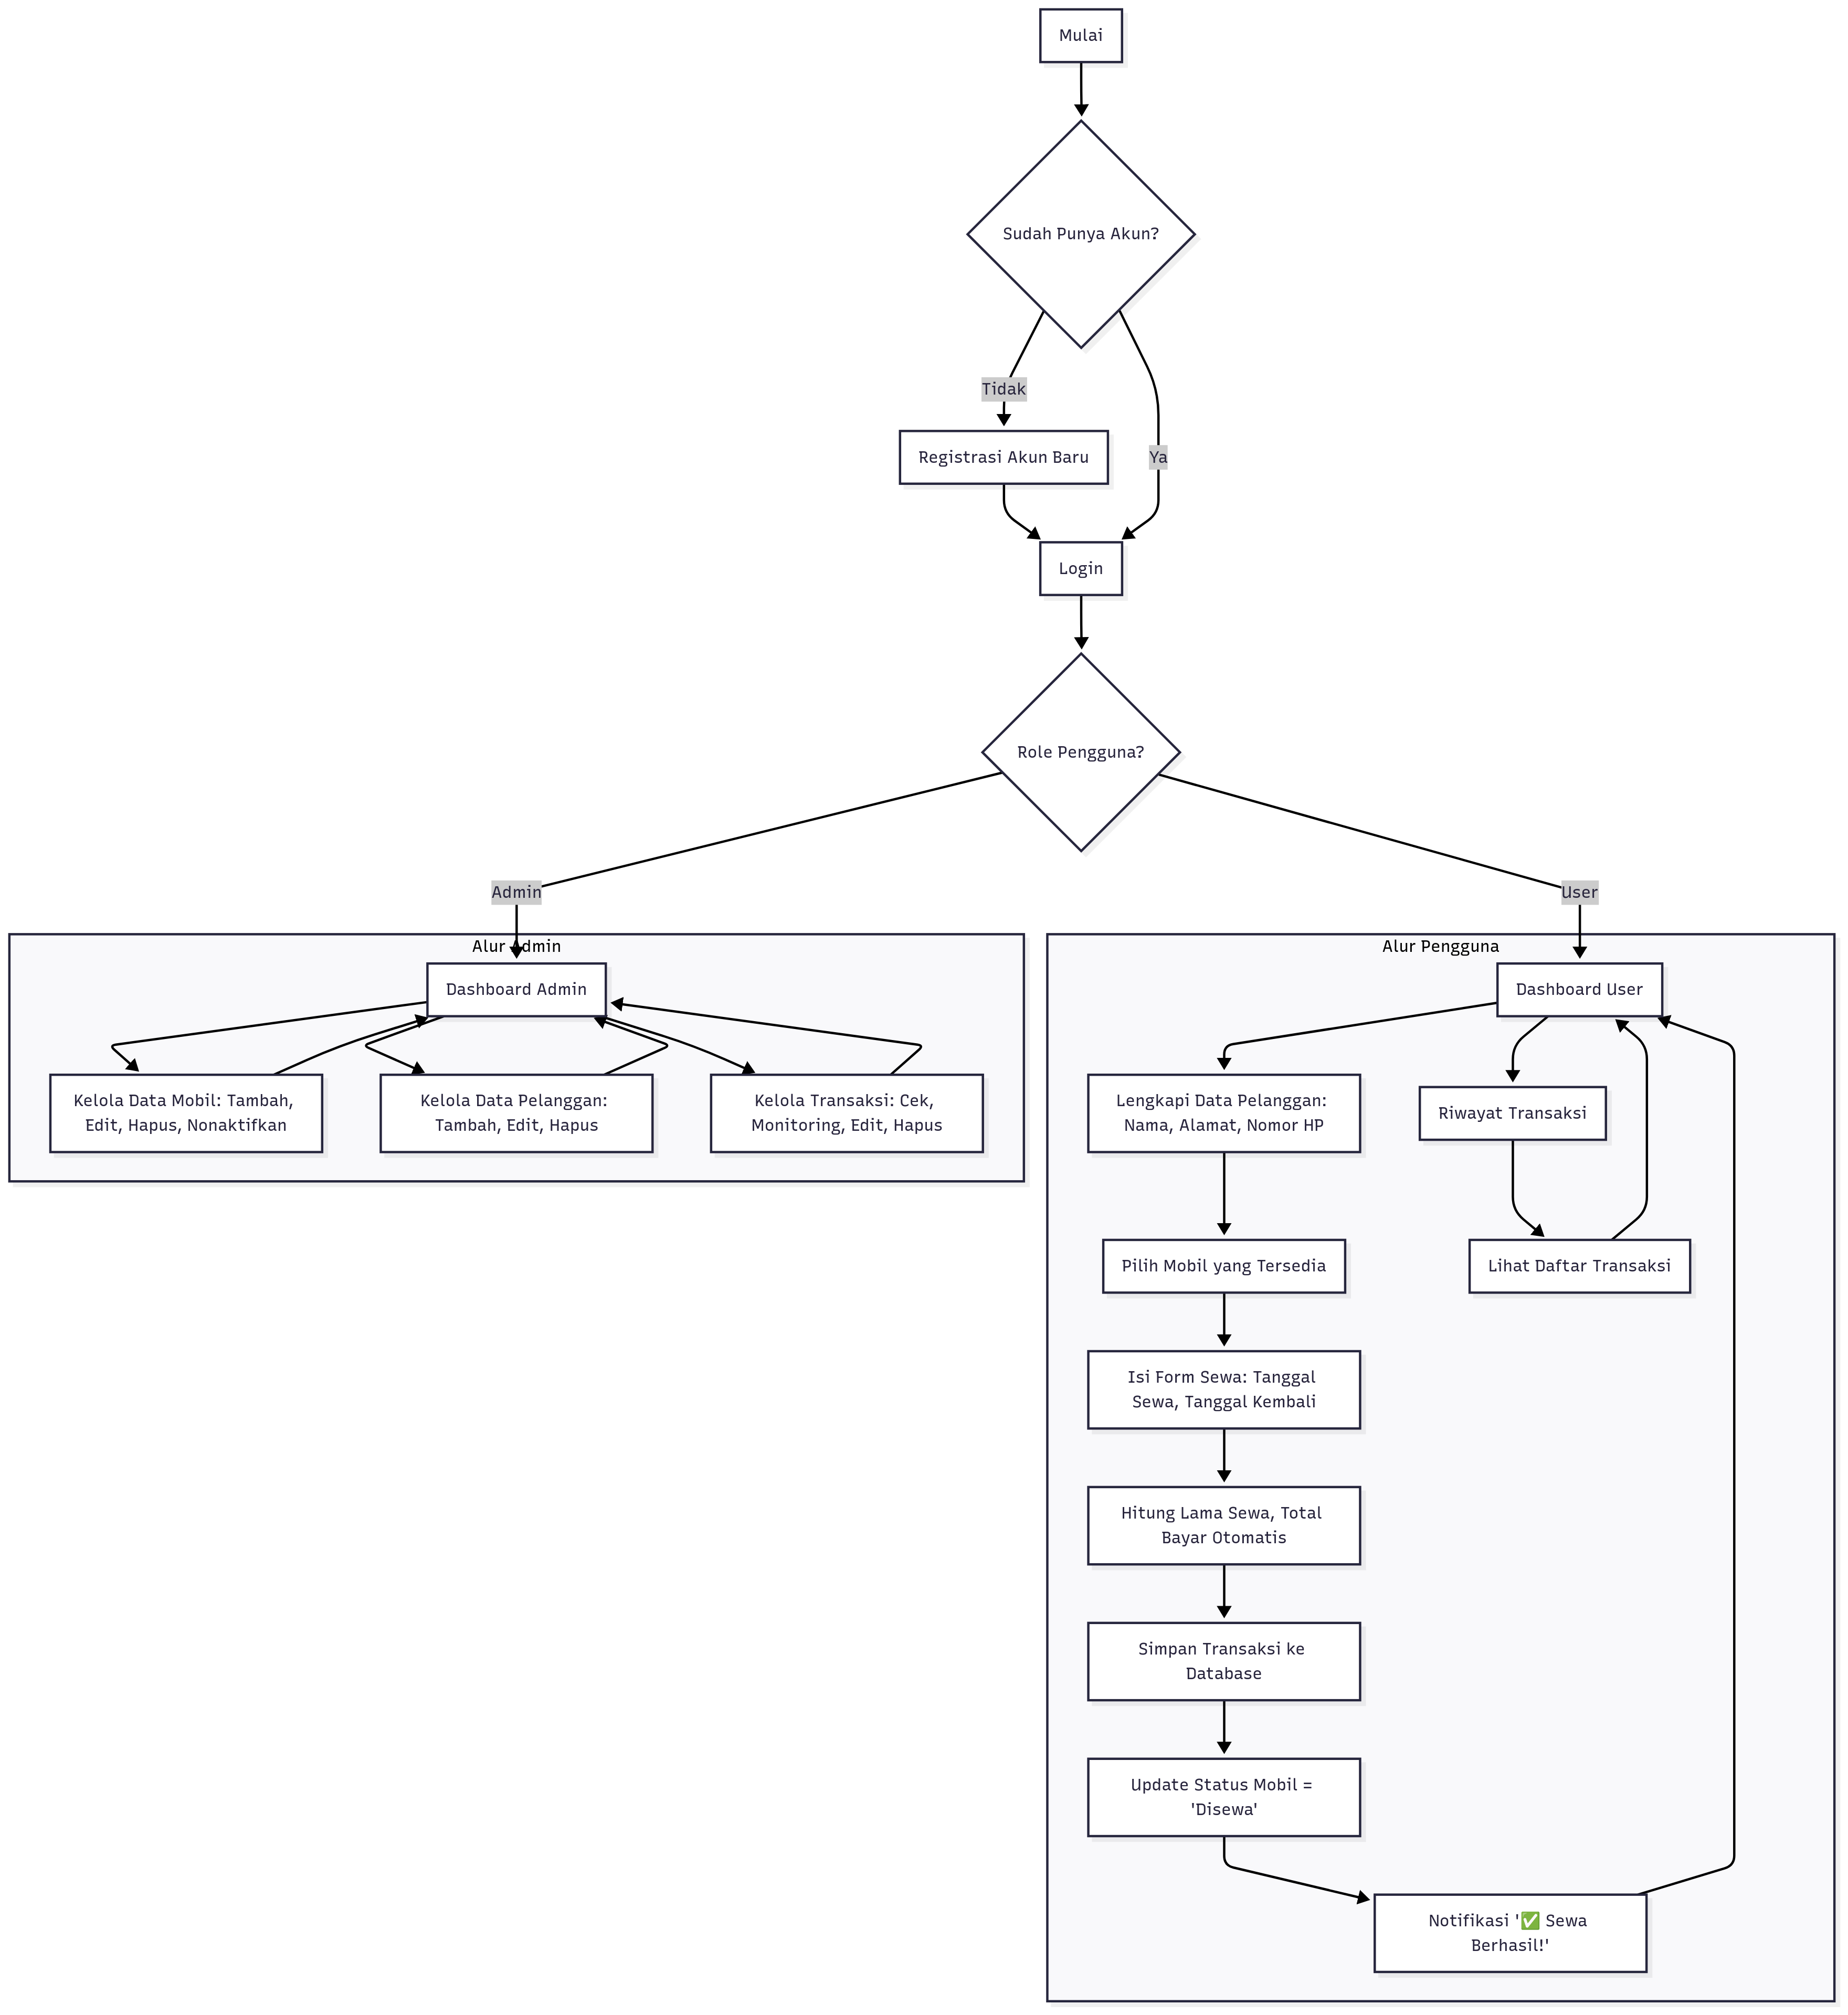 Mulai
Sudah Punya Akun?
Tidak
Registrasi Akun Baru
Ya
Login
Role Pengguna?
Admin
User
Alur Admin
Dashboard Admin
Kelola Data Mobil: Tambah,
Edit, Hapus, Nonaktifkan
Kelola Data Pelanggan:
Tambah, Edit, Hapus
Kelola Transaksi: Cek,
Monitoring, Edit, Hapus
Alur Pengguna
Dashboard User
Lengkapi Data Pelanggan:
Nama, Alamat, Nomor HP
Riwayat Transaksi
Pilih Mobil yang Tersedia
Lihat Daftar Transaksi
Isi Form Sewa: Tanggal
Sewa, Tanggal Kembali
Hitung Lama Sewa, Total
Bayar Otomatis
Simpan Transaksi ke
Database
Update Status Mobil =
'Disewa'
Notifikasi '✅ Sewa
Berhasil!'